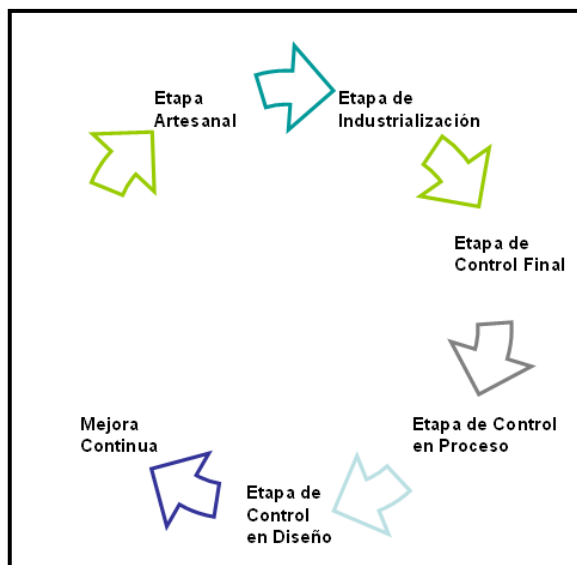 Etapa
Artesanal
Etapa de
Industrialización
Etapa de
Control Final
Etapa de Control
en Proceso
Etapa de
Control
en Diseño
Mejora
Continua